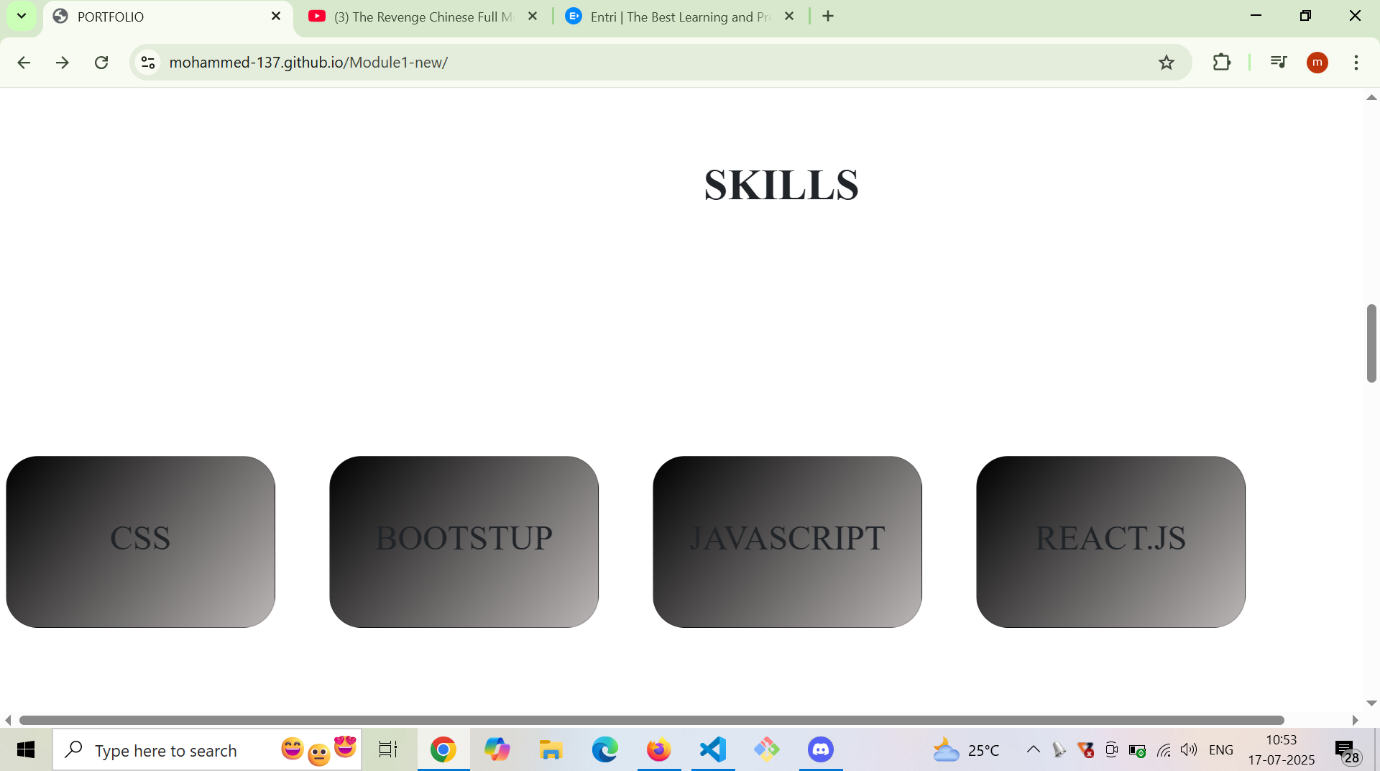 PORTFOLIO
(3) The Revenge Chinese Full M
Entri | The Best Learning and Pr
mohammed-137.github.io/Module1-new/
m
SKILLS
CSS
BOOTSTUP
JAVASCRIPT
REACT.JS
Type here to search
25°C
ENG
10:53
17-07-2025
28